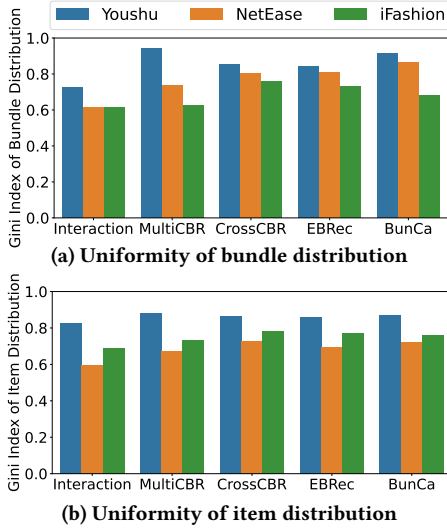 Youshu NetEase iFashion
Gini Index of Bundle Distribution
1.0
0.8
0.6
0.4
0.2
0.0
Interaction MultiCBR CrossCBR EBRec BunCa
(a) Uniformity of bundle distribution
Gini Index of Item Distribution
1.0
0.8
0.6
0.4
0.2
0.0
Interaction MultiCBR CrossCBR EBRec BunCa
(b) Uniformity of item distribution